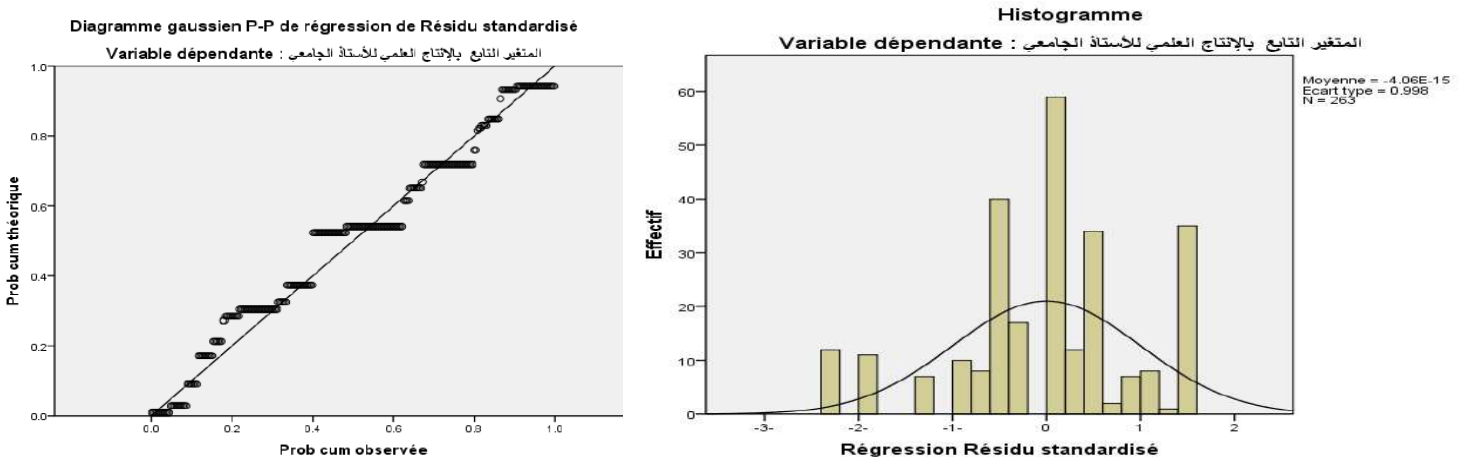 Diagramme gaussien P-P de régression de Résidu standardisé
Variable dépendante : المتغير التابع بالإنتاج العلمي للأستاذ الجامعي
Prob cum théorique
1.0
0.8
0.6
0.4
0.2
0.0
0.0 0.2 0.4 0.6 0.8 1.0
Prob cum observée
Histogramme
Variable dépendante : المتغير التابع بالإنتاج العلمي للأستاذ الجامعي
Moyenne = -4.06E-15
Ecart type = 0.998
N = 263
Effectif
60
50
40
30
20
10
0
-3- -2- -1- 0 1 2
Régression Résidu standardisé